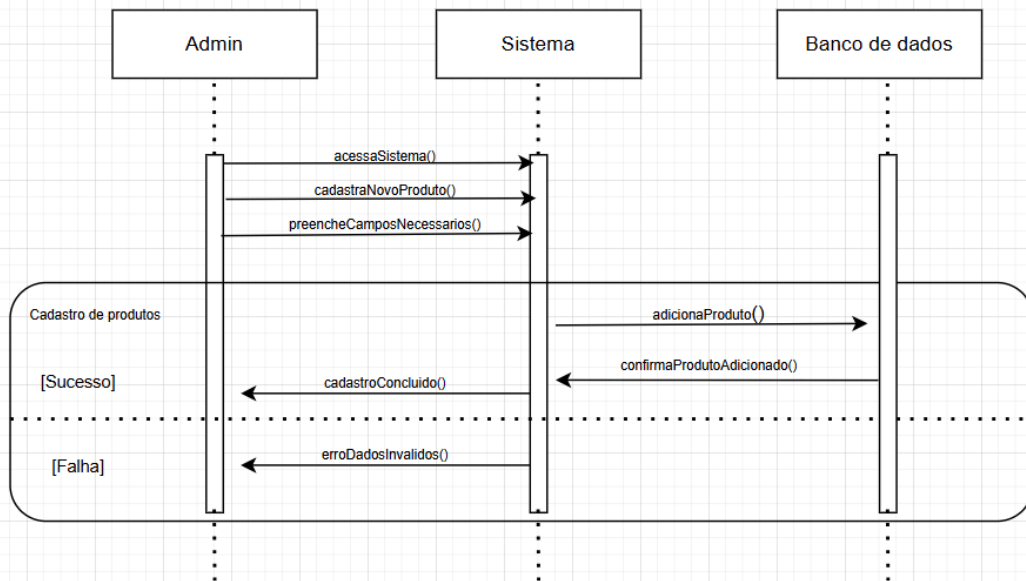 Admin
Sistema
Banco de dados
acessaSistema()
cadastraNovoProduto()
preencheCamposNecessarios()
Cadastro de produtos
adicionaProduto()
confirmaProdutoAdicionado()
[Sucesso]
cadastroConcluido()
erroDadosInvalidos()
[Falha]